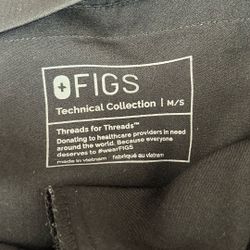 FIGS
Technical Collection | M/S
Threads for Threads™
Donating to healthcare providers in need
around the world. Because everyone
deserves to #wearFIGS
made in vietnam fabriqué au vietnam